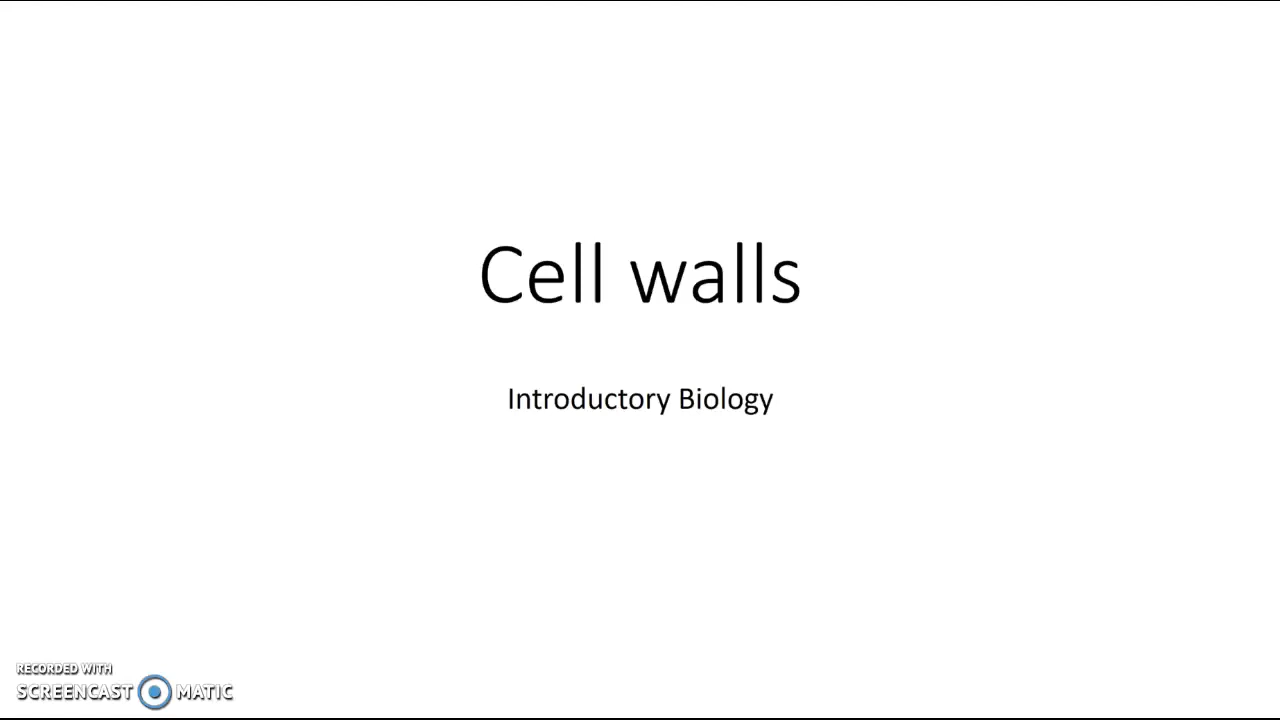 Cell walls
Introductory Biology
RECORDED WITH
SCREENCAST MATIC